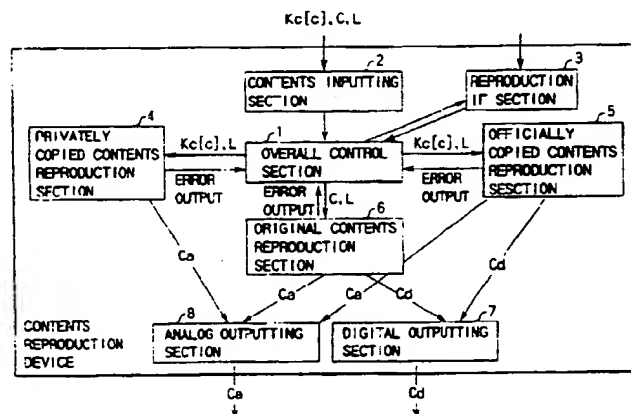 Kc[c].C.L
2
CONTENTS INPUTTING
SECTION
3
REPRODUCTION
IF SECTION
4
PRIVATELY
COPIED CONTENTS
REPRODUCTION
SECTION
Kc[c].L
ERROR
OUTPUT
1
OVERALL CONTROL
SECTION
Kc[c].L
ERROR
OUTPUT
5
OFFICIALLY
COPIED CONTENTS
REPRODUCTION
SESCTION
ERROR
OUTPUT
C,L
6
ORIGINAL CONTENTS
REPRODUCTION
SECTION
Ca
Ca
Cd
Ca
Cd
CONTENTS
REPRODUCTION
DEVICE
8
ANALOG OUTPUTTING
SECTION
7
DIGITAL OUTPUTTING
SECTION
Ca
Cd